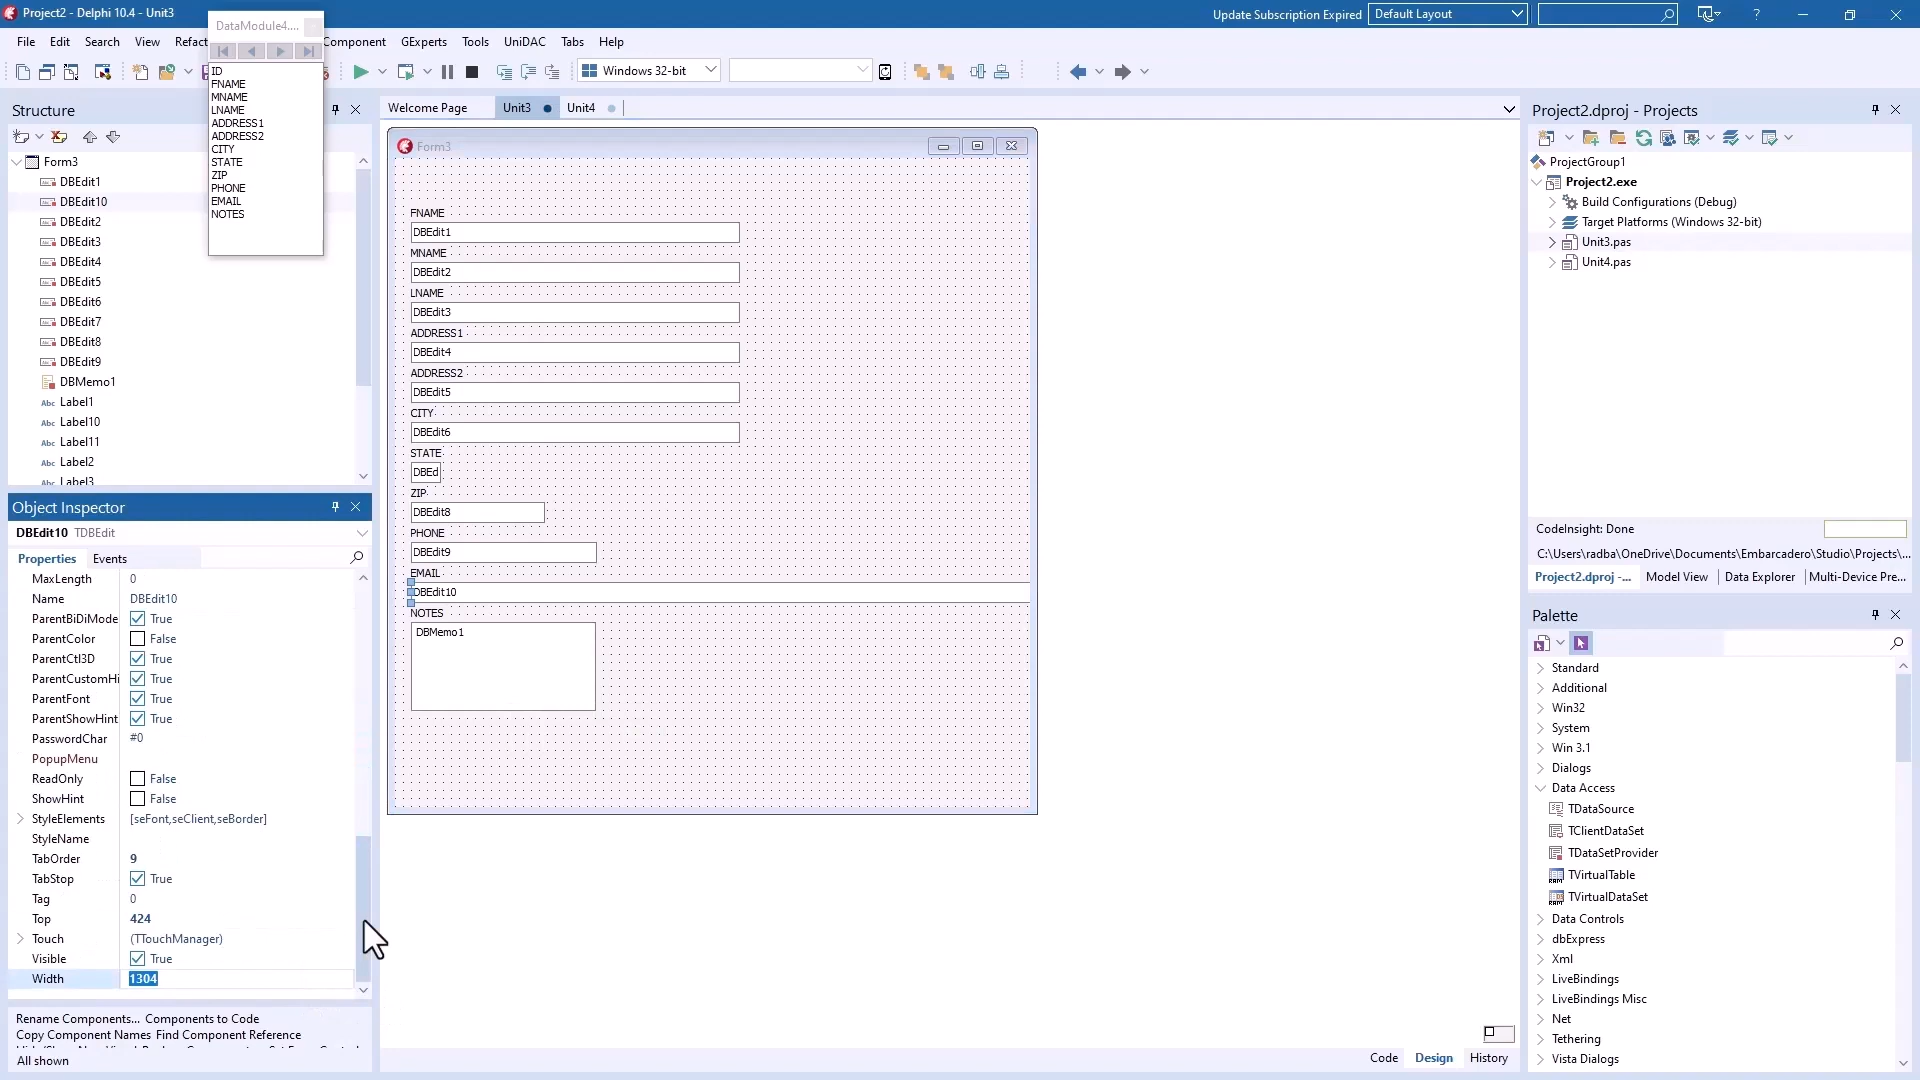 Project2 - Delphi 10.4 - Unit3
Update Subscription Expired
Default Layout
File Edit Search View Refact
Component GExperts Tools UniDAC Tabs Help
DataModule4....
ID
FNAME
MNAME
LNAME
ADDRESS1
ADDRESS2
CITY
STATE
ZIP
PHONE
EMAIL
NOTES
Windows 32-bit
Structure
Form3
DBEdit1
DBEdit10
DBEdit2
DBEdit3
DBEdit4
DBEdit5
DBEdit6
DBEdit7
DBEdit8
DBEdit9
DBMemo1
Abc Label1
Abc Label10
Abc Label11
Abc Label2
Label3
Object Inspector
DBEdit10 TDBEdit
Properties Events
MaxLength 0
Name DBEdit10
ParentBiDiMode True
ParentColor False
ParentCtl3D True
ParentCustomHi True
ParentFont True
ParentShowHint True
PasswordChar #0
PopupMenu
ReadOnly False
ShowHint False
StyleElements [seFont,seClient,seBorder]
StyleName
TabOrder 9
TabStop True
Tag 0
Top 424
Touch (TTouchManager)
Visible True
Width 1304
Rename Components... Components to Code
Copy Component Names Find Component Reference
All shown
Welcome Page Unit3 Unit4
Form3
FNAME
DBEdit1
MNAME
DBEdit2
LNAME
DBEdit3
ADDRESS1
DBEdit4
ADDRESS2
DBEdit5
CITY
DBEdit6
STATE
DBEd
ZIP
DBEdit8
PHONE
DBEdit9
EMAIL
DBEdit10
NOTES
DBMemo1
Code Design History
Project2.dproj - Projects
ProjectGroup1
Project2.exe
Build Configurations (Debug)
Target Platforms (Windows 32-bit)
Unit3.pas
Unit4.pas
CodeInsight: Done
C:\Users\radba\OneDrive\Documents\Embarcadero\Studio\Projects\...
Project2.dproj -... Model View Data Explorer Multi-Device Pre...
Palette
Standard
Additional
Win32
System
Win 3.1
Dialogs
Data Access
TDataSource
TClientDataSet
TDataSetProvider
TVirtualTable
TVirtualDataSet
Data Controls
dbExpress
Xml
LiveBindings
LiveBindings Misc
Net
Tethering
Vista Dialogs